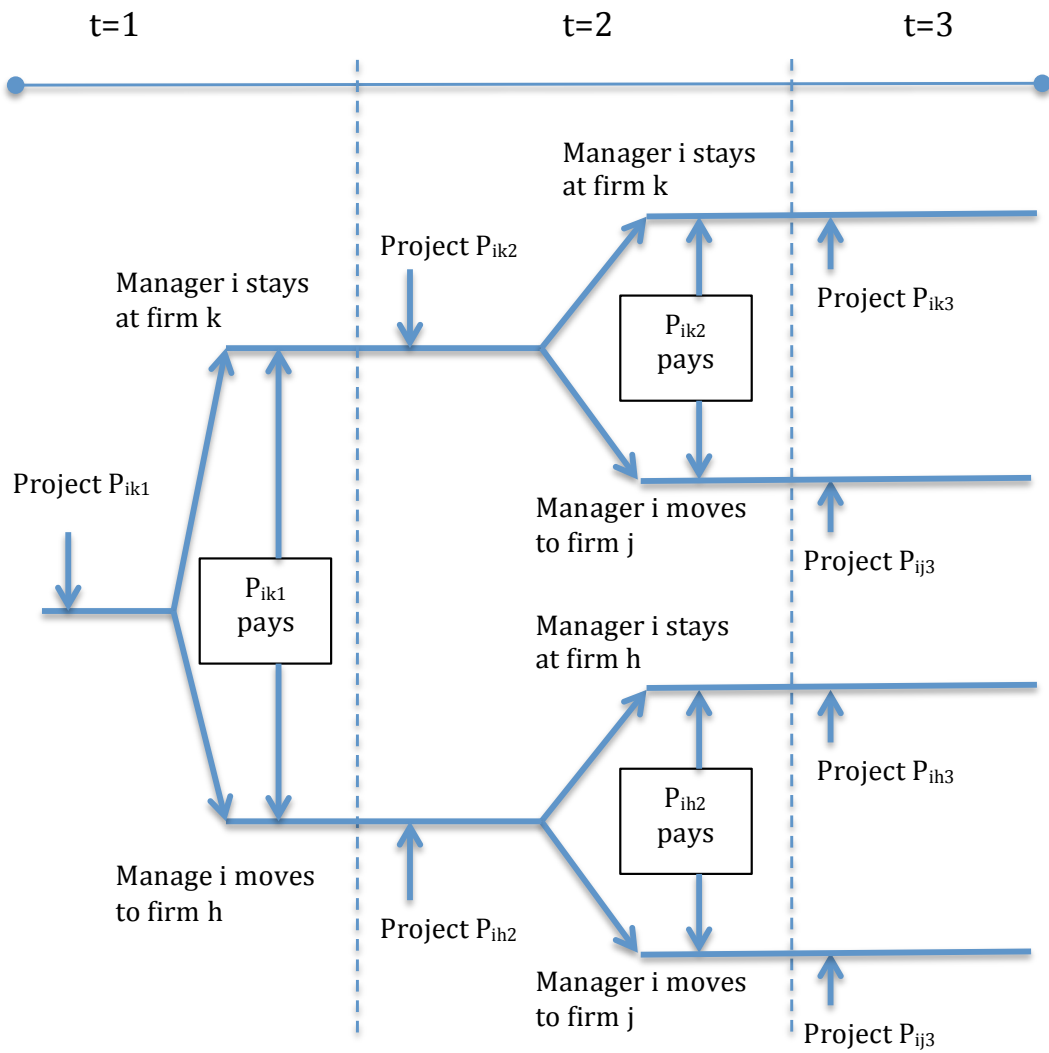 t=1
t=2
t=3
Manager i stays
at firm k
Project Pik2
Manager i stays
at firm k
Project Pik3
Pik2
pays
Project Pik1
Manager i moves
to firm j
Project Pij3
Pik1
pays
Manager i stays
at firm h
Project Pih3
Pih2
pays
Manage i moves
to firm h
Project Pih2
Manager i moves
to firm j
Project Pij3